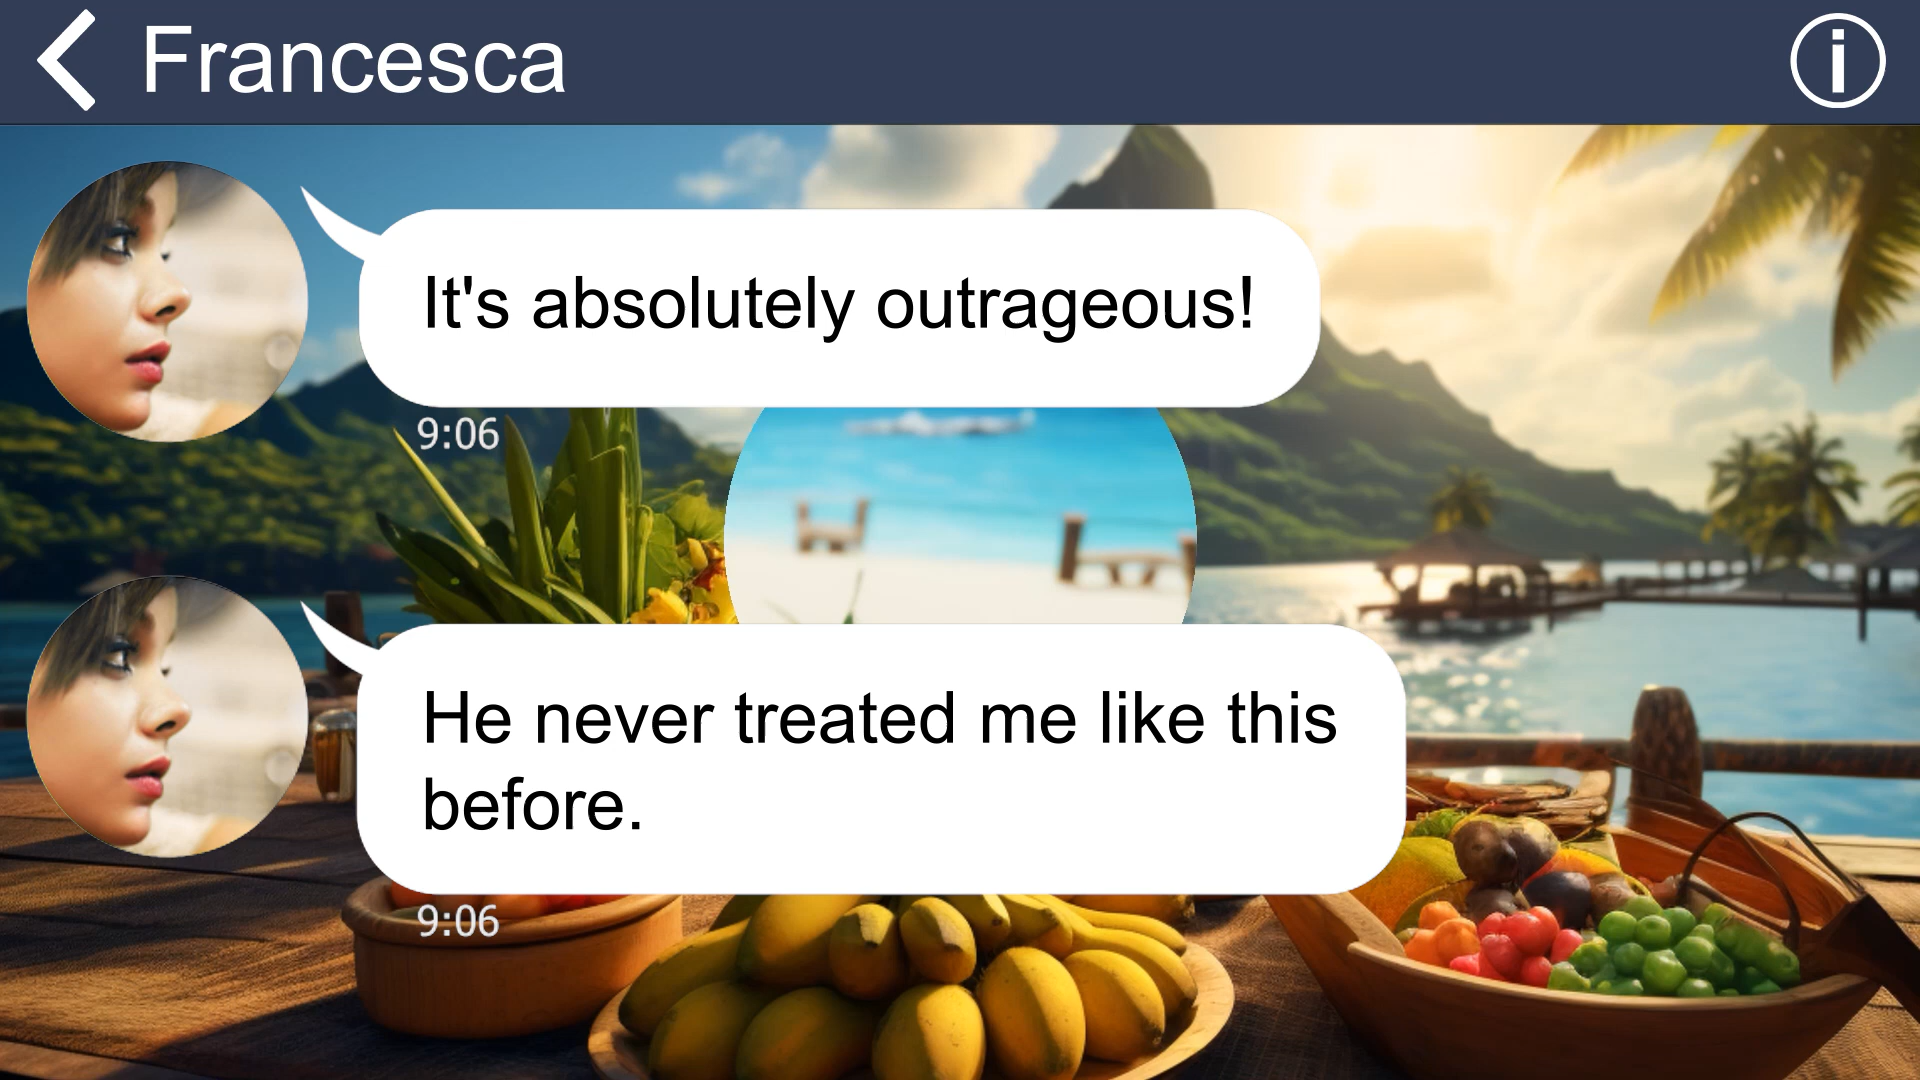 Francesca
It's absolutely outrageous!
9:06
He never treated me like this
before.
9:06